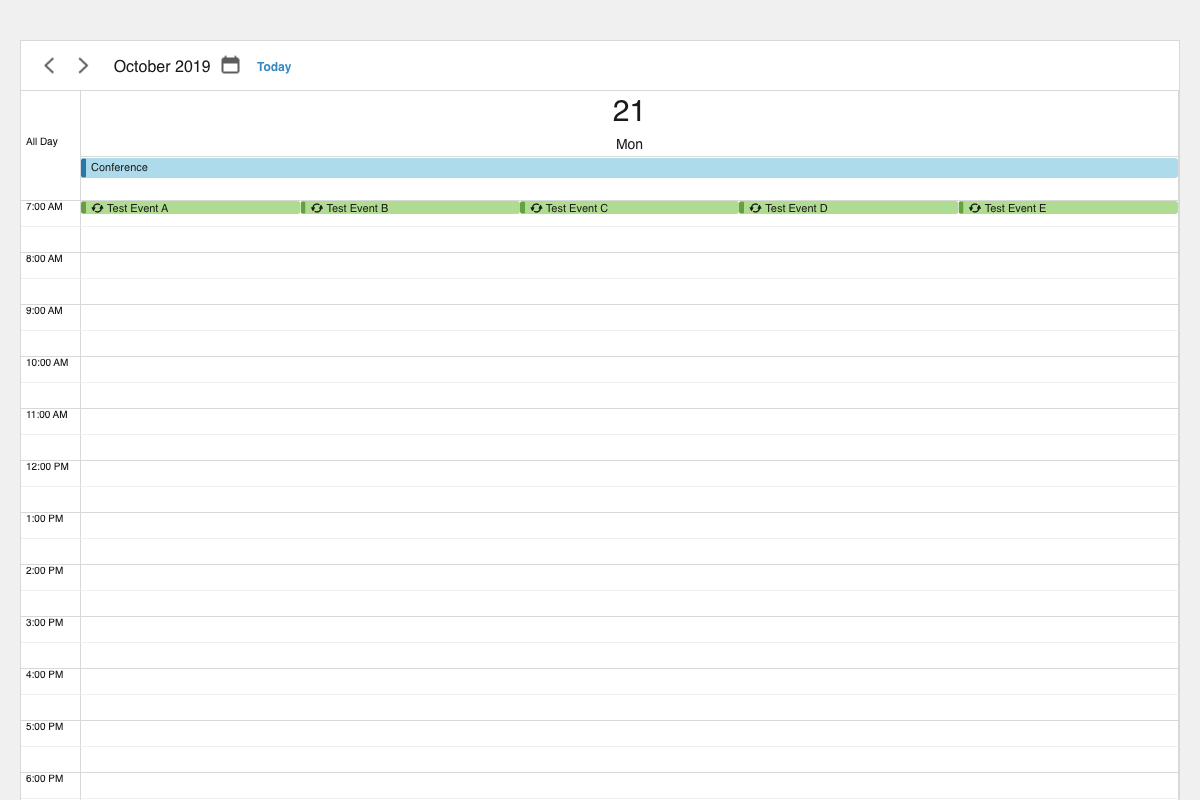 October 2019 Today
21
Mon
All Day
Conference
7:00 AM Test Event A Test Event B Test Event C Test Event D Test Event E
8:00 AM
9:00 AM
10:00 AM
11:00 AM
12:00 PM
1:00 PM
2:00 PM
3:00 PM
4:00 PM
5:00 PM
6:00 PM